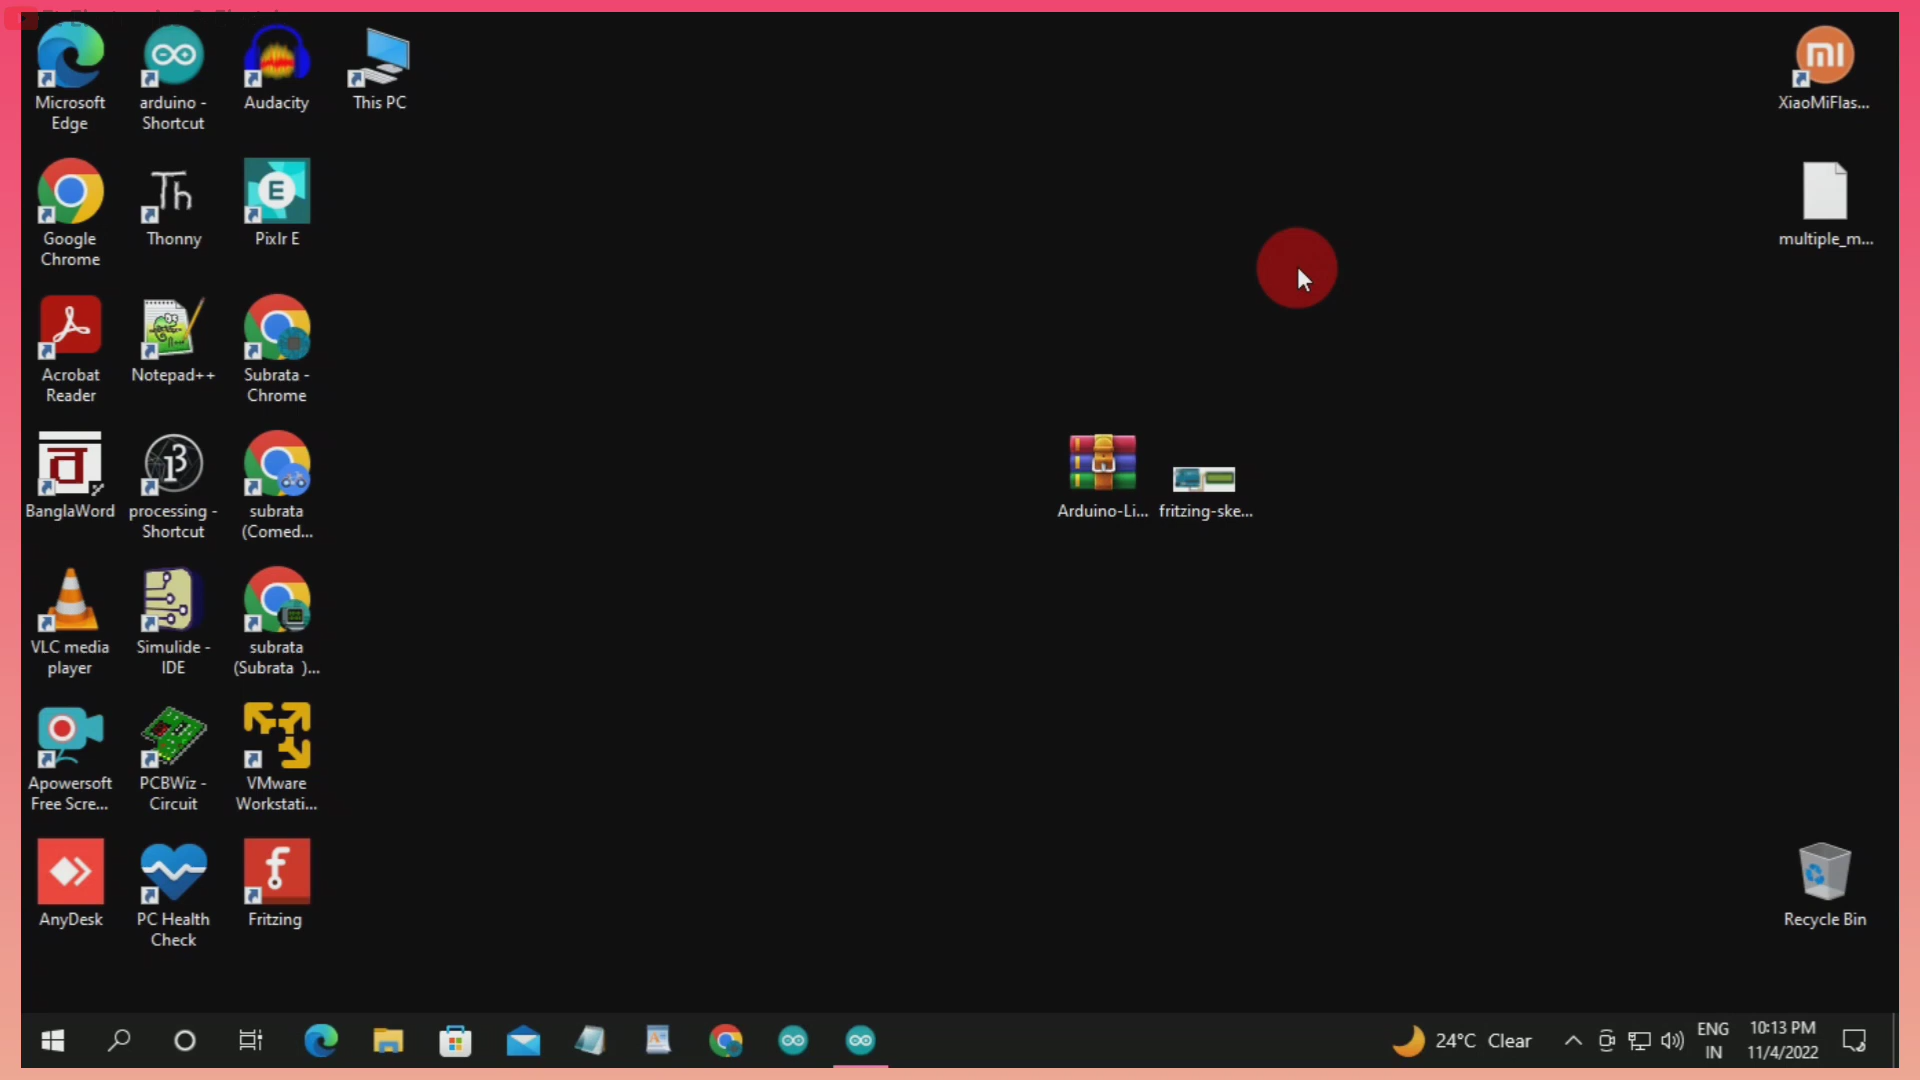 Microsoft
Edge
arduino -
Shortcut
Audacity
This PC
XiaoMiFlas...
Google
Chrome
Th
Thonny
E
Pixlr E
multiple_m...
Acrobat
Reader
Notepad++
Subrata -
Chrome
BanglaWord
processing -
Shortcut
subrata
(Comed...
Arduino-Li...
fritzing-ske...
VLC media
player
Simulide -
IDE
subrata
(Subrata )...
Apowersoft
Free Scre...
PCBWiz -
Circuit
VMware
Workstati...
AnyDesk
PC Health
Check
f
Fritzing
Recycle Bin
24°C Clear
ENG
IN
10:13 PM
11/4/2022